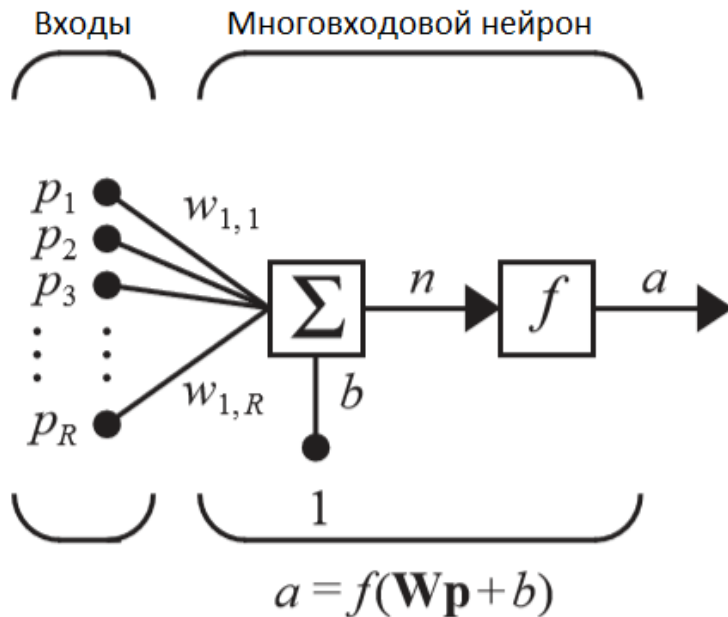 Входы Многовходовой нейрон
p1 w1,1
p2
p3 Σ n f a
pR w1,R b
1
a = f(Wp + b)